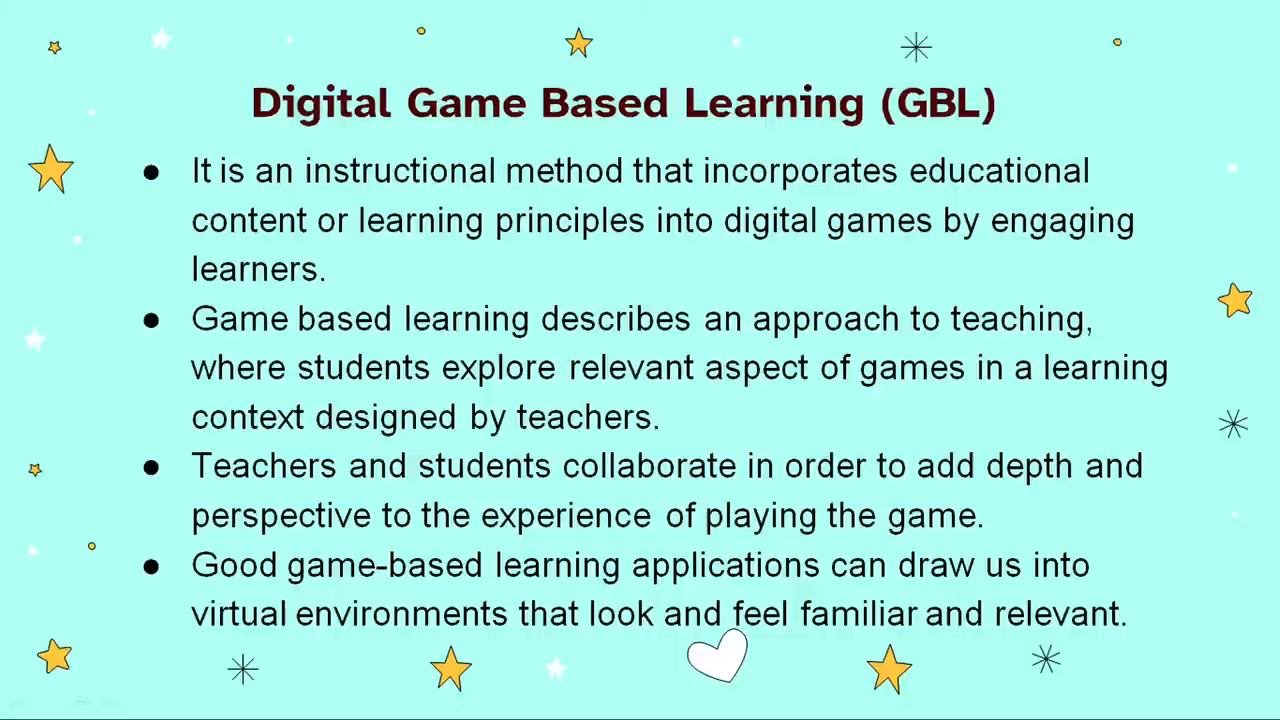 Digital Game Based Learning (GBL)
● It is an instructional method that incorporates educational
content or learning principles into digital games by engaging
learners.
● Game based learning describes an approach to teaching,
where students explore relevant aspect of games in a learning
context designed by teachers.
● Teachers and students collaborate in order to add depth and
perspective to the experience of playing the game.
● Good game-based learning applications can draw us into
virtual environments that look and feel familiar and relevant.